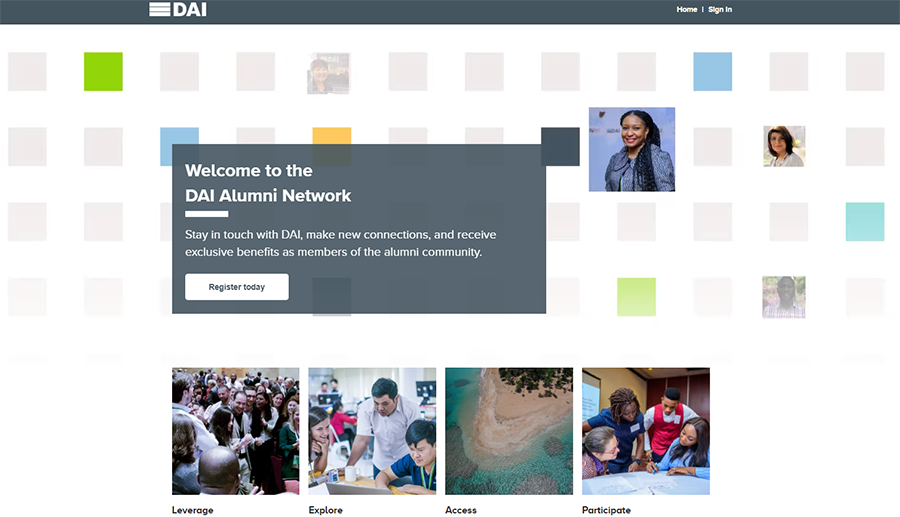 DAI
Home | Sign In
Welcome to the
DAI Alumni Network
Stay in touch with DAI, make new connections, and receive
exclusive benefits as members of the alumni community.
Register today
Leverage
Explore
Access
Participate